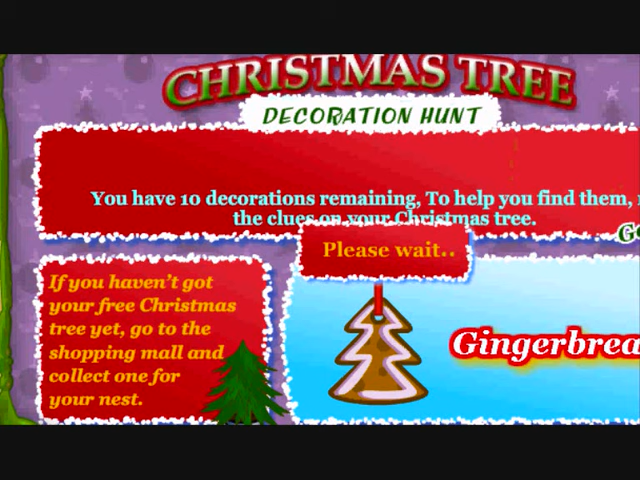 CHRISTMAS TREE
DECORATION HUNT
You have 10 decorations remaining, To help you find them,
the clues on your Christmas tree.
Please wait..
If you haven't got
your free Christmas
tree yet, go to the
shopping mall and
collect one for
your nest.